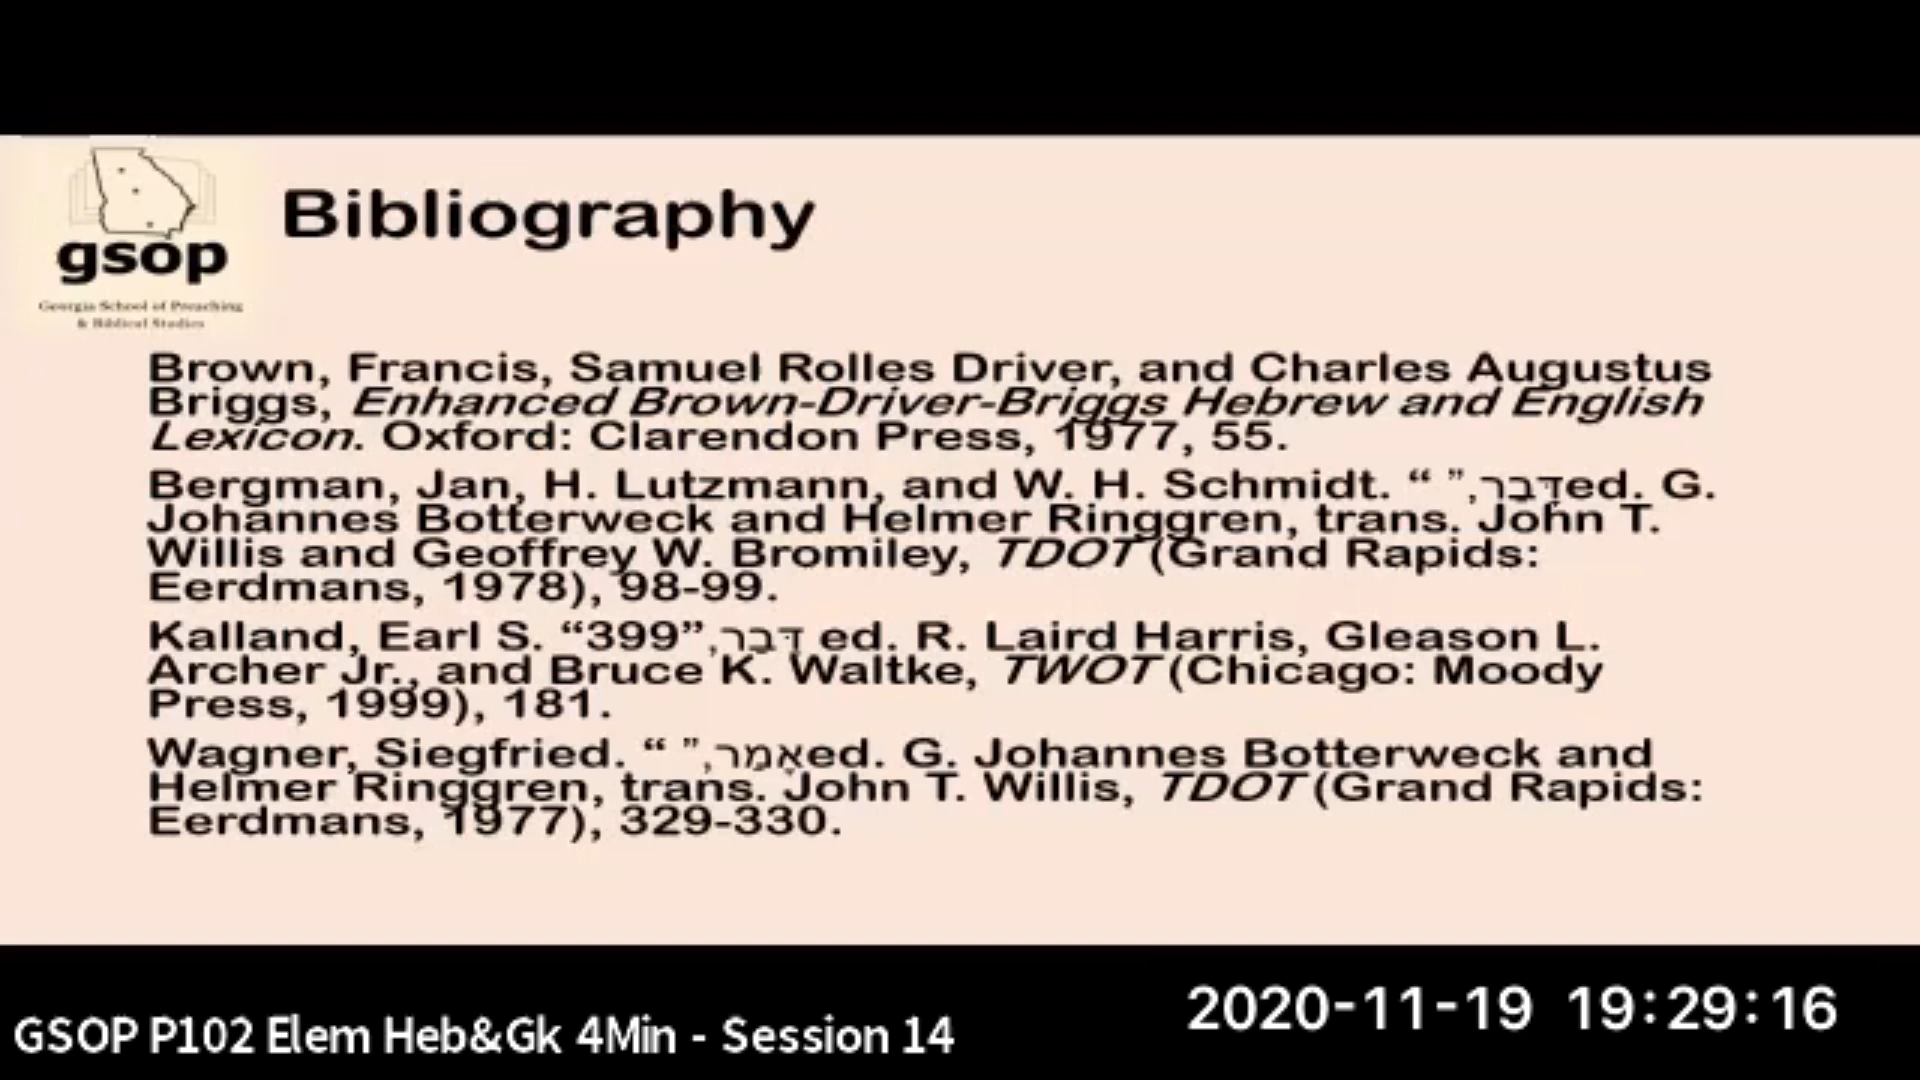 gsop
Georgia School of Preaching
& Biblical Studies
Bibliography
Brown, Francis, Samuel Rolles Driver, and Charles Augustus
Briggs, Enhanced Brown-Driver-Briggs Hebrew and English
Lexicon. Oxford: Clarendon Press, 1977, 55.
Bergman, Jan, H. Lutzmann, and W. H. Schmidt. “ ”,דָּבַר ed. G.
Johannes Botterweck and Helmer Ringgren, trans. John T.
Willis and Geoffrey W. Bromiley, TDOT (Grand Rapids:
Eerdmans, 1978), 98-99.
Kalland, Earl S. “399”,דָּבַר ed. R. Laird Harris, Gleason L.
Archer Jr., and Bruce K. Waltke, TWOT (Chicago: Moody
Press, 1999), 181.
Wagner, Siegfried. “ ”,אָמַר ed. G. Johannes Botterweck and
Helmer Ringgren, trans. John T. Willis, TDOT (Grand Rapids:
Eerdmans, 1977), 329-330.
GSOP P102 Elem Heb&Gk 4Min - Session 14
2020-11-19 19:29:16